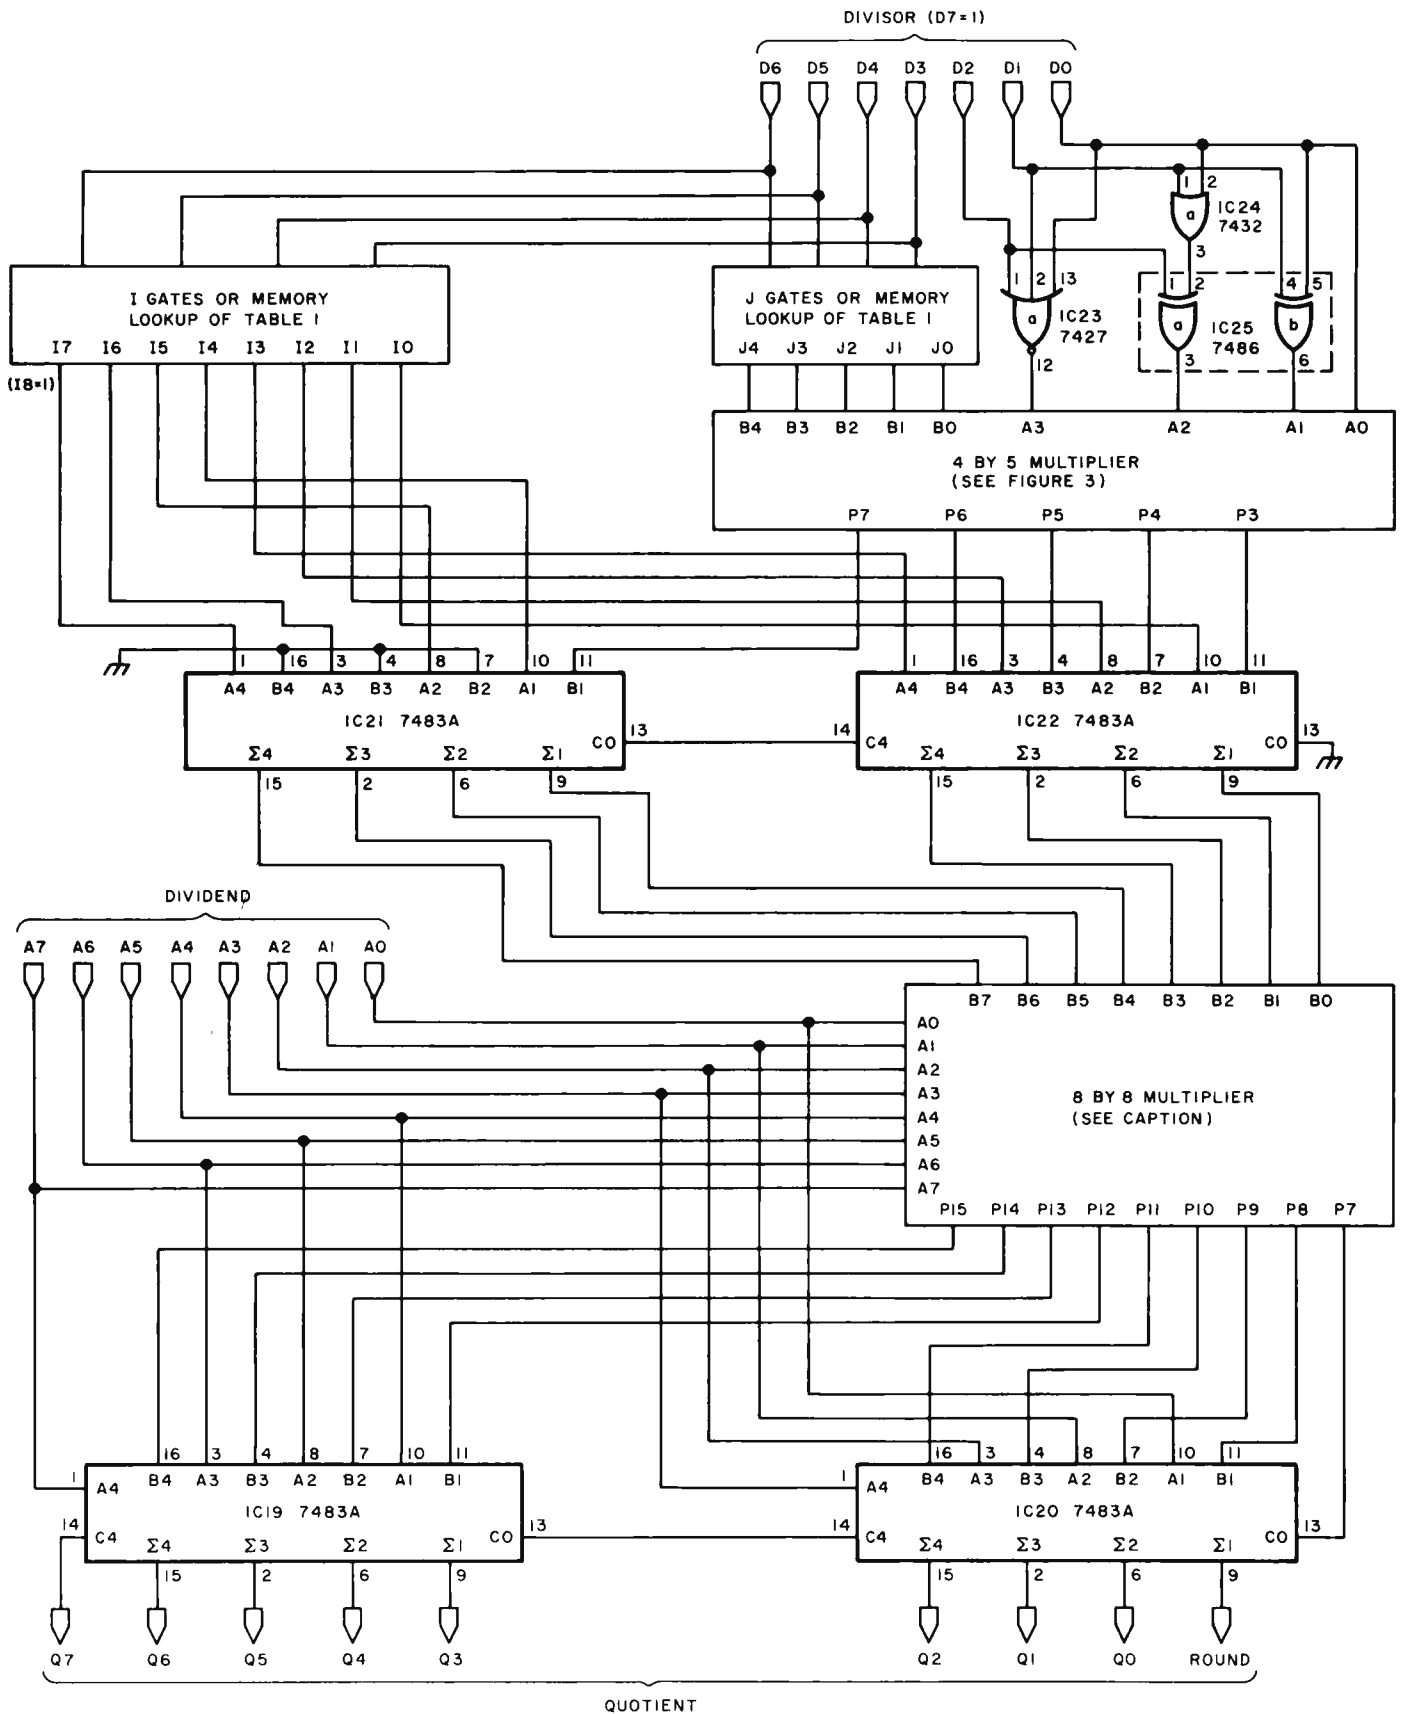 DIVISOR (D7=1)
D6 D5 D4 D3 D2 D1 D0
1 2
a
IC24
7432
3
I GATES OR MEMORY
LOOKUP OF TABLE 1
I7 I6 I5 I4 I3 I2 I1 I0
(I8=1)
J GATES OR MEMORY
LOOKUP OF TABLE 1
J4 J3 J2 J1 J0
1 2 13
a
IC23
7427
12
1 2 4 5
a
IC25
7486
b
3 6
B4 B3 B2 B1 B0 A3 A2 A1 A0
4 BY 5 MULTIPLIER
(SEE FIGURE 3)
P7 P6 P5 P4 P3
1 16 3 4 8 7 10 11
A4 B4 A3 B3 A2 B2 A1 B1
IC21 7483A
C0 13
Σ4 Σ3 Σ2 Σ1
15 2 6 9
1 16 3 4 8 7 10 11
A4 B4 A3 B3 A2 B2 A1 B1
IC22 7483A
14 C4 C0 13
Σ4 Σ3 Σ2 Σ1
15 2 6 9
DIVIDEND
A7 A6 A5 A4 A3 A2 A1 A0
B7 B6 B5 B4 B3 B2 B1 B0
A0
A1
A2
A3
A4
A5
A6
A7
8 BY 8 MULTIPLIER
(SEE CAPTION)
P15 P14 P13 P12 P11 P10 P9 P8 P7
16 3 4 8 7 10 11
1 A4 B4 A3 B3 A2 B2 A1 B1
IC19 7483A
14 C4 C0 13
Σ4 Σ3 Σ2 Σ1
15 2 6 9
16 3 4 8 7 10 11
1 A4 B4 A3 B3 A2 B2 A1 B1
IC20 7483A
14 C4 C0 13
Σ4 Σ3 Σ2 Σ1
15 2 6 9
Q7 Q6 Q5 Q4 Q3 Q2 Q1 Q0 ROUND
QUOTIENT